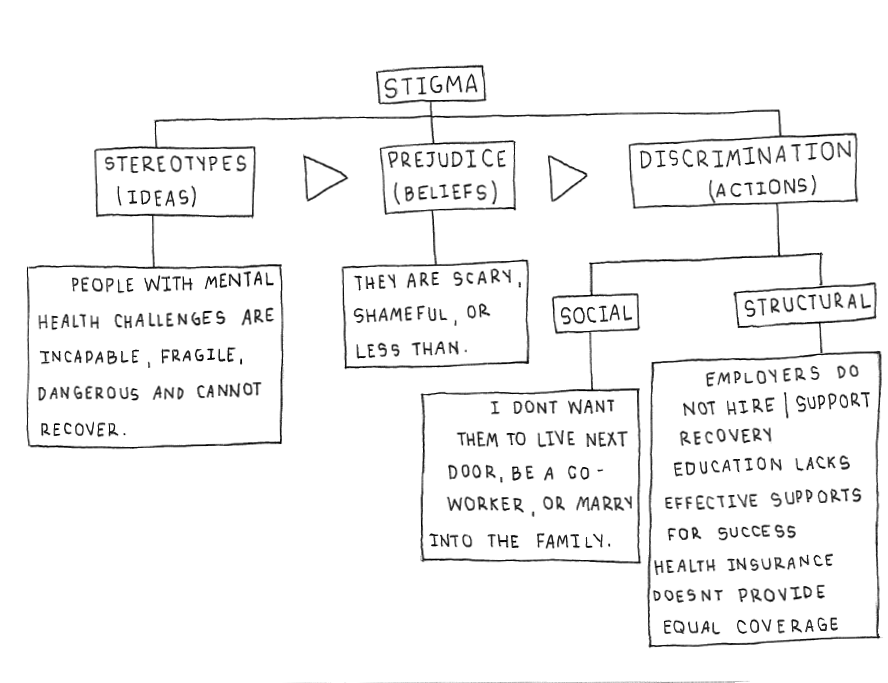 STIGMA
STEREOTYPES
(IDEAS)
PREJUDICE
(BELIEFS)
DISCRIMINATION
(ACTIONS)
PEOPLE WITH MENTAL
HEALTH CHALLENGES ARE
INCAPABLE, FRAGILE,
DANGEROUS AND CANNOT
RECOVER.
THEY ARE SCARY,
SHAMEFUL, OR
LESS THAN.
SOCIAL
I DONT WANT
THEM TO LIVE NEXT
DOOR, BE A CO-
WORKER, OR MARRY
INTO THE FAMILY.
STRUCTURAL
EMPLOYERS DO
NOT HIRE | SUPPORT
RECOVERY
EDUCATION LACKS
EFFECTIVE SUPPORTS
FOR SUCCESS
HEALTH INSURANCE
DOESNT PROVIDE
EQUAL COVERAGE